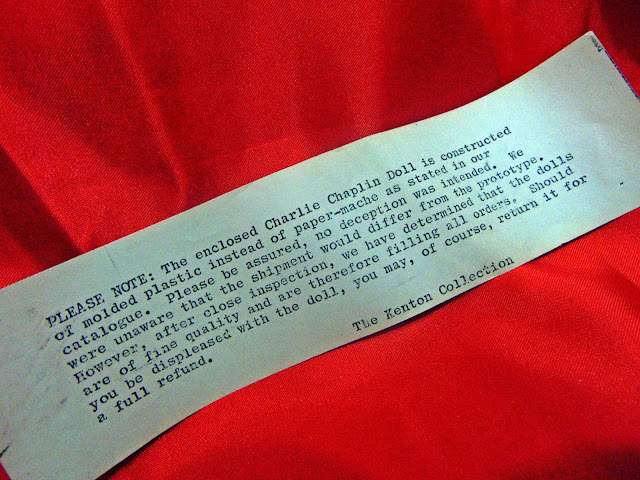 PLEASE NOTE: The enclosed Charlie Chaplin Doll is constructed
of molded plastic instead of paper-mache as stated in our
catalogue. Please be assured, no deception was intended. We
were unaware that the shipment would differ from the prototype.
However, after close inspection, we have determined that the dolls
are of fine quality and are therefore filling all orders. Should
you be displeased with the doll, you may, of course, return it for
a full refund.
The Kenton Collection